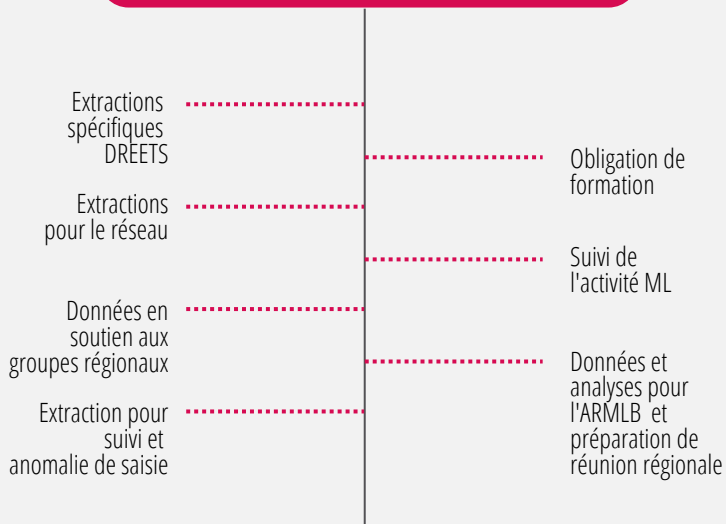 Extractions
spécifiques
DREETS
Obligation de
formation
Extractions
pour le réseau
Suivi de
l'activité ML
Données en
soutien aux
groupes régionaux
Données et
analyses pour
l'ARMLB et
préparation de
réunion régionale
Extraction pour
suivi et
anomalie de saisie